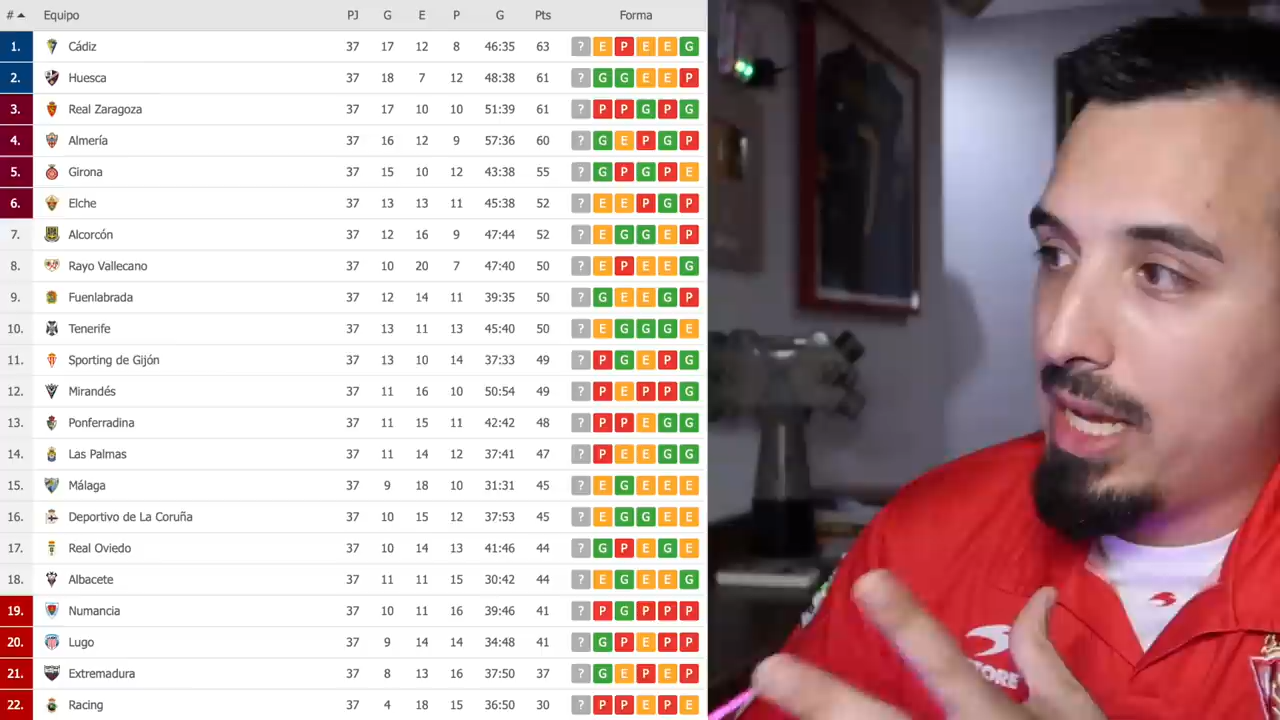 # Equipo PJ G E P G Pts Forma
1. Cádiz 37 17 12 8 46:35 63 ? E P E E G
2. Huesca 37 18 7 12 48:38 61 ? G G E E P
3. Real Zaragoza 37 17 10 10 51:39 61 ? P P G P G
4. Almería 37 16 12 9 57:36 60 ? G E P G P
5. Girona 37 15 10 12 43:38 55 ? G P G P E
6. Elche 37 13 13 11 45:38 52 ? E E P G P
7. Alcorcón 37 12 16 9 47:44 52 ? E G G E P
8. Rayo Vallecano 37 11 17 9 47:40 50 ? E P E E G
9. Fuenlabrada 37 12 14 11 39:35 50 ? G E E G P
10. Tenerife 37 13 11 13 45:40 50 ? E G G G E
11. Sporting de Gijón 37 13 10 14 37:33 49 ? P G E P G
12. Mirandés 37 11 16 10 50:54 49 ? P E P P G
13. Ponferradina 37 11 15 11 42:42 48 ? P P E G G
14. Las Palmas 37 11 14 12 37:41 47 ? P E E G G
15. Málaga 37 9 18 10 31:31 45 ? E G E E E
16. Deportivo de La Coruña 37 10 15 12 37:53 45 ? E G G E E
17. Real Oviedo 37 10 14 13 41:46 44 ? G P E G E
18. Albacete 37 11 11 15 30:42 44 ? E G E E G
19. Numancia 37 10 11 16 39:46 41 ? P G P P P
20. Lugo 37 9 14 14 34:48 41 ? G P E P P
21. Extremadura 37 8 13 16 37:50 37 ? G E P E P
22. Racing 37 4 18 15 36:50 30 ? P P E P E